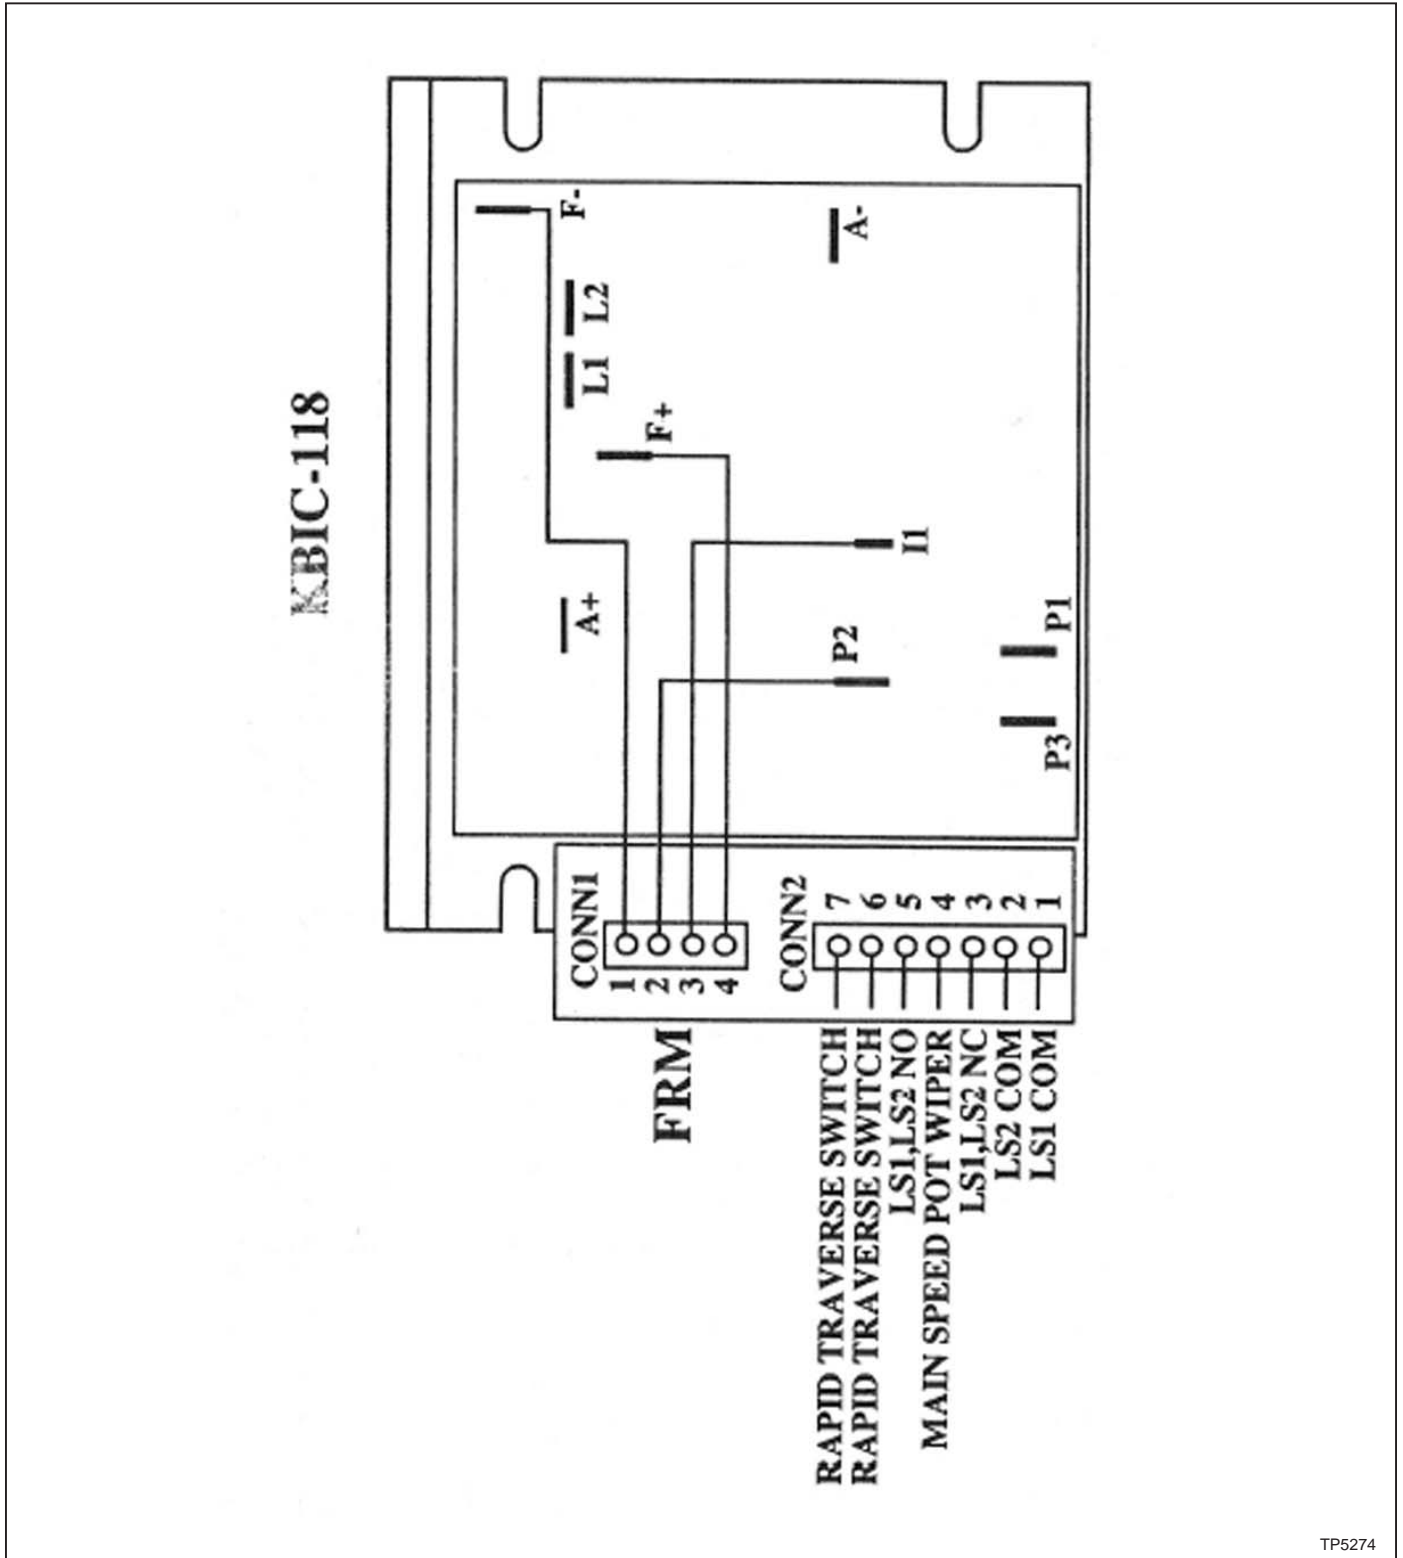 KBIC-118
F-
L2
L1
F+
A-
A+
I1
P2
P1
P3
CONN1
1
2
3
4
FRM
CONN2
7
6
5
4
3
2
1
RAPID TRAVERSE SWITCH
RAPID TRAVERSE SWITCH
LS1,LS2 NO
MAIN SPEED POT WIPER
LS1,LS2 NC
LS2 COM
LS1 COM
TP5274